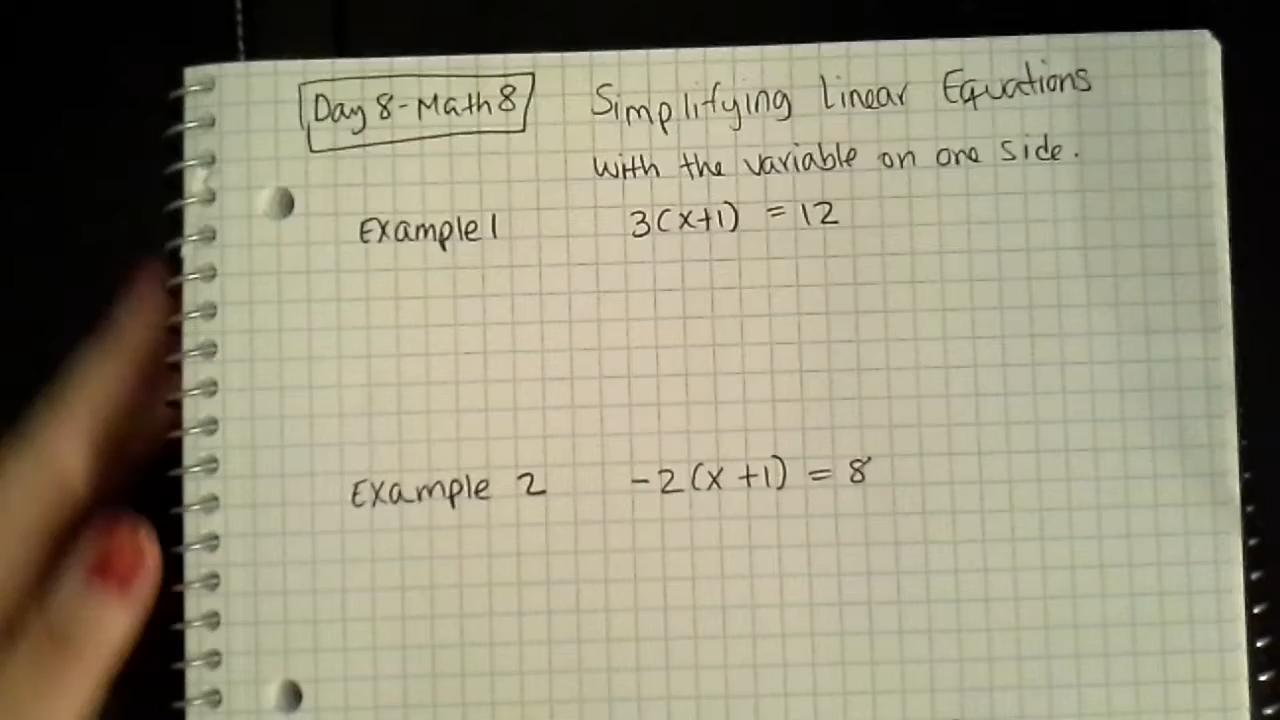 Day 8-Math 8
Simplifying Linear Equations
with the variable on one side.
Example 1 3(x+1) = 12
Example 2 -2(x+1) = 8